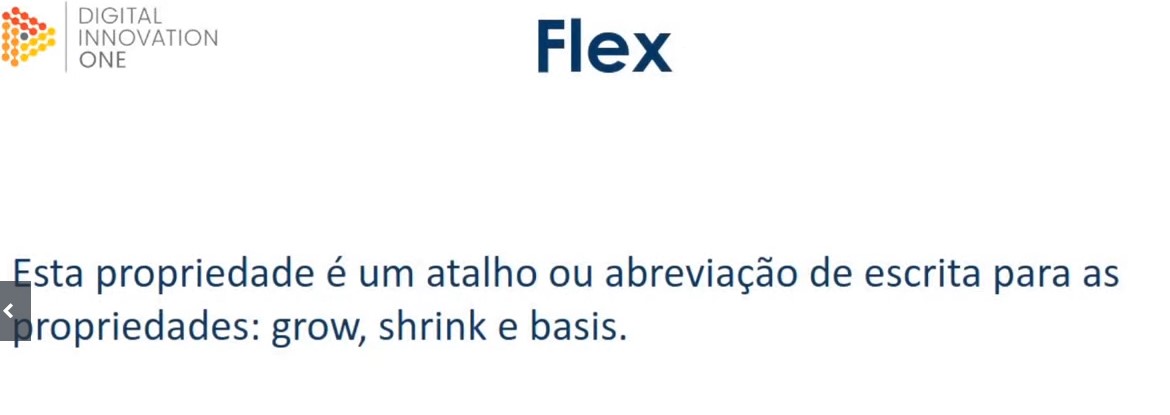 DIGITAL
INNOVATION
ONE
Flex
Esta propriedade é um atalho ou abreviação de escrita para as
propriedades: grow, shrink e basis.